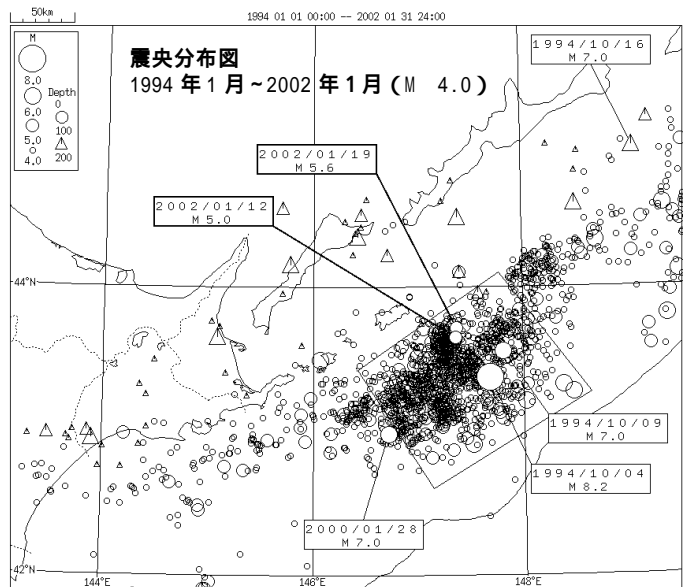 50km
1994 01 01 00:00 -- 2002 01 31 24:00
M
8.0
6.0
5.0
4.0
Depth
0
100
200
震央分布図
1994 年 1 月~2002 年 1 月 ( M 4.0 )
1994/10/16
M 7.0
2002/01/19
M 5.6
2002/01/12
M 5.0
44°N
1994/10/09
M 7.0
1994/10/04
M 8.2
2000/01/28
M 7.0
42°N
144°E
146°E
148°E